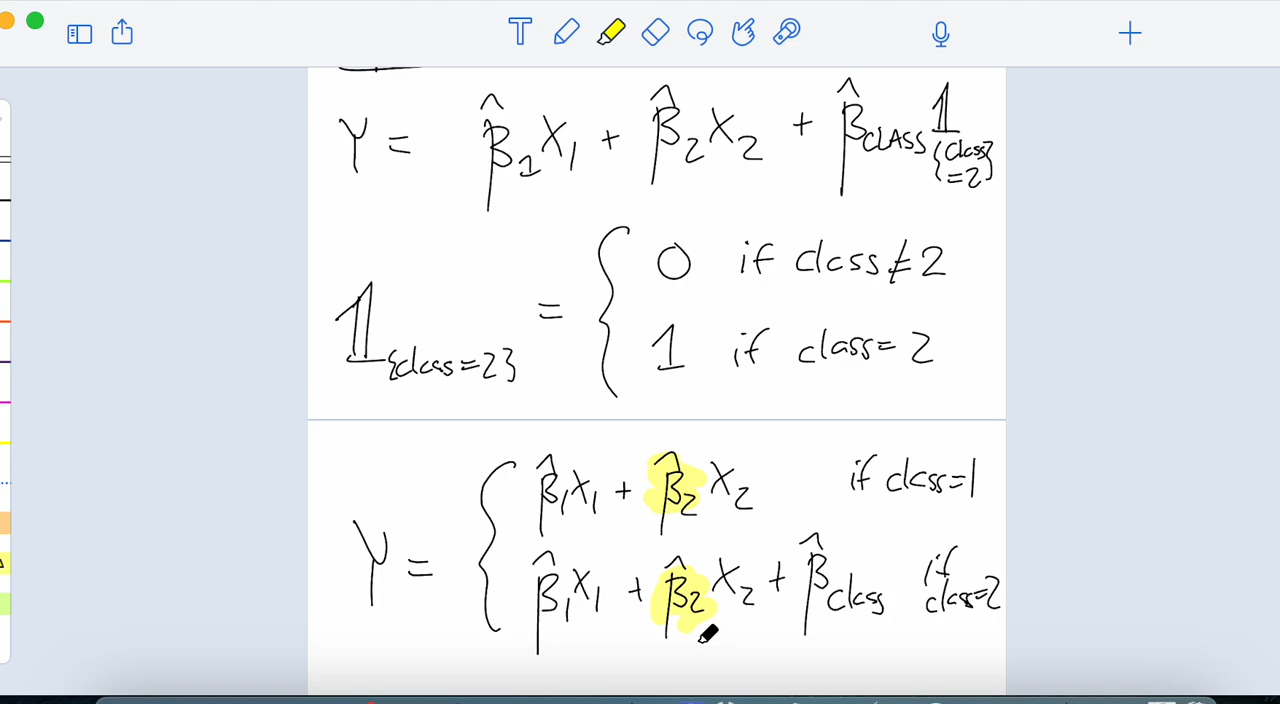 Y = β̂₁X₁ + β̂₂X₂ + β̂CLASS 𝟙{class=2}
𝟙{class=2} = { 0 if class≠2
1 if class=2
Y = { β̂₁X₁ + β̂₂X₂ if class=1
β̂₁X₁ + β̂₂X₂ + β̂class if class=2